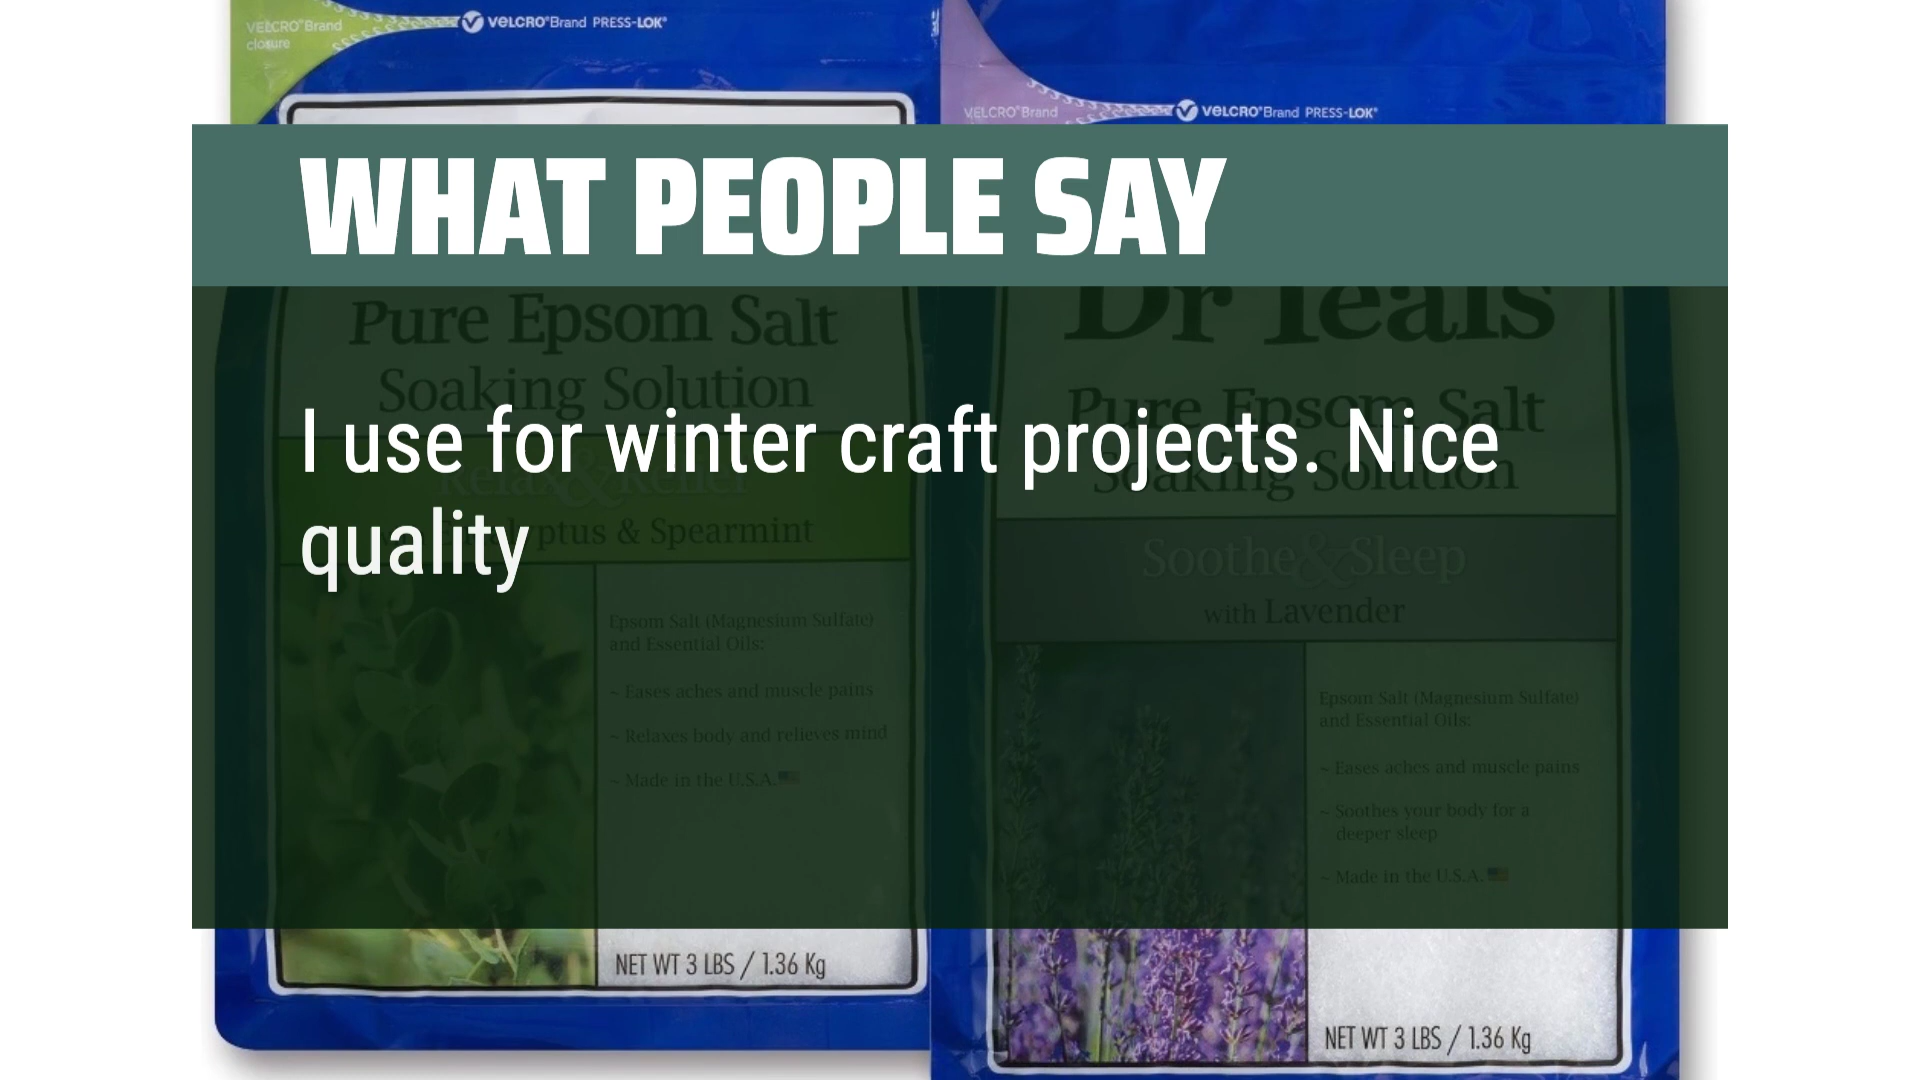 VELCRO®Brand
closure
VELCRO®Brand PRESS-LOK®
VELCRO®Brand
VELCRO®Brand PRESS-LOK®
WHAT PEOPLE SAY
Pure Epsom Salt
Soaking Solution
Relax & Relief
ptus & Spearmint
Epsom Salt (Magnesium Sulfate)
and Essential Oils:
~ Eases aches and muscle pains
~ Relaxes body and relieves mind
~ Made in the U.S.A.
NET WT 3 LBS / 1.36 Kg
I use for winter craft projects. Nice
quality
Dr Teals
Pure Epsom Salt
Soaking Solution
Soothe & Sleep
with Lavender
Epsom Salt (Magnesium Sulfate)
and Essential Oils:
~ Eases aches and muscle pains
~ Soothes your body for a
deeper sleep
~ Made in the U.S.A.
NET WT 3 LBS / 1.36 Kg